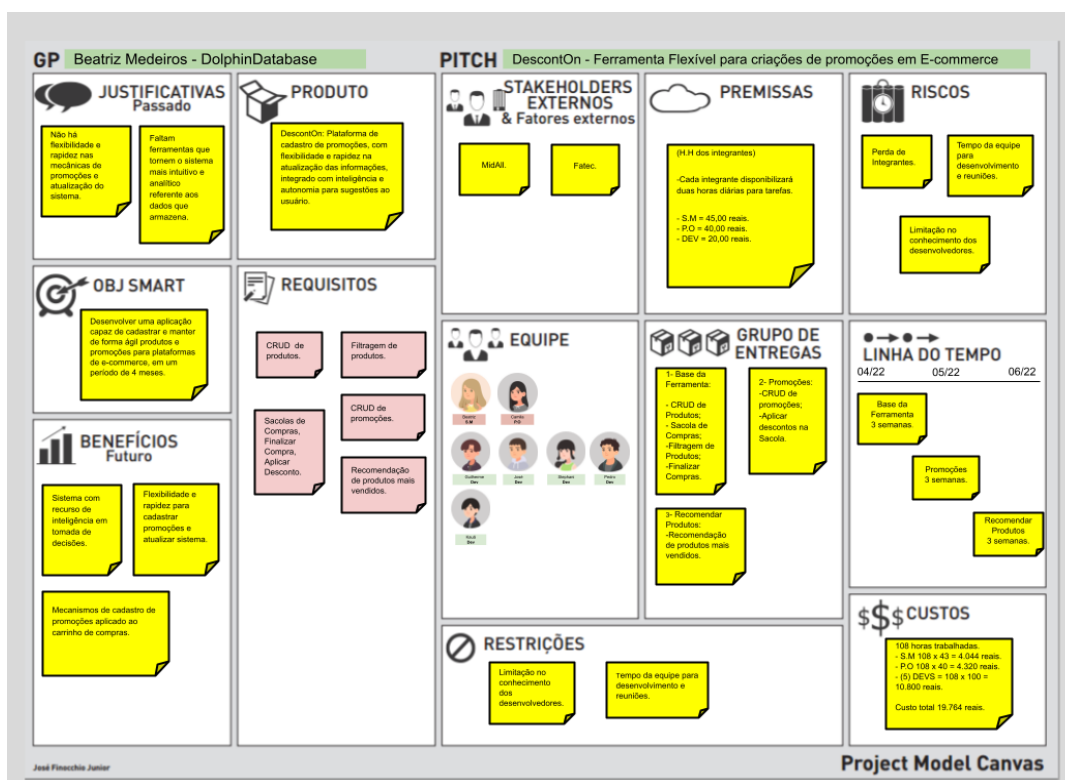 GP Beatriz Medeiros - DolphinDatabase
PITCH DescontOn - Ferramenta Flexível para criações de promoções em E-commerce
JUSTIFICATIVAS
Passado
Não há
flexibilidade e
rapidez nas
mecânicas de
promoções e
atualização do
sistema.
Faltam
ferramentas que
tornem o sistema
mais intuitivo e
analítico
referente aos
dados que
armazena.
PRODUTO
DescontOn: Plataforma de
cadastro de promoções, com
flexibilidade e rapidez na
atualização das informações,
integrado com inteligência e
autonomia para sugestões ao
usuário.
STAKEHOLDERS
EXTERNOS
& Fatores externos
MidAll.
Fatec.
PREMISSAS
(H.H dos integrantes)
-Cada integrante disponibilizará
duas horas diárias para tarefas.
- S.M = 45,00 reais.
- P.O = 40,00 reais.
- DEV = 20,00 reais.
RISCOS
Perda de
Integrantes.
Tempo da equipe
para
desenvolvimento
e reuniões.
Limitação no
conhecimento dos
desenvolvedores.
OBJ SMART
Desenvolver uma aplicação
capaz de cadastrar e manter
de forma ágil produtos e
promoções para plataformas
de e-commerce, em um
período de 4 meses.
REQUISITOS
CRUD de
produtos.
Filtragem de
produtos.
Sacolas de
Compras,
Finalizar
Compra,
Aplicar
Desconto.
CRUD de
promoções.
Recomendação
de produtos mais
vendidos.
EQUIPE
Beatriz
S.M
Camila
P.O
Guilherme
Dev
José
Dev
Dev
Pedro
Dev
Dev
GRUPO DE
ENTREGAS
1- Base da
Ferramenta:
- CRUD de
Produtos;
- Sacola de
Compras;
-Filtragem de
Produtos;
-Finalizar
Compras.
2- Promoções:
-CRUD de
promoções;
-Aplicar
descontos na
Sacola.
3- Recomendar
Produtos:
-Recomendação
de produtos mais
vendidos.
LINHA DO TEMPO
04/22 05/22 06/22
Base da
Ferramenta
3 semanas.
Promoções
3 semanas.
Recomendar
Produtos
3 semanas.
BENEFÍCIOS
Futuro
Sistema com
recurso de
inteligência em
tomada de
decisões.
Flexibilidade e
rapidez para
cadastrar
promoções e
atualizar sistema.
Mecanismos de cadastro de
promoções aplicado ao
carrinho de compras.
RESTRIÇÕES
Limitação no
conhecimento
dos
desenvolvedores.
Tempo da equipe para
desenvolvimento e
reuniões.
$$$ CUSTOS
108 horas trabalhadas.
- S.M 108 x 43 = 4.044 reais.
- P.O 108 x 40 = 4.320 reais.
- (5) DEVS = 108 x 100 =
10.800 reais.
Custo total 19.764 reais.
José Finocchio Junior
Project Model Canvas